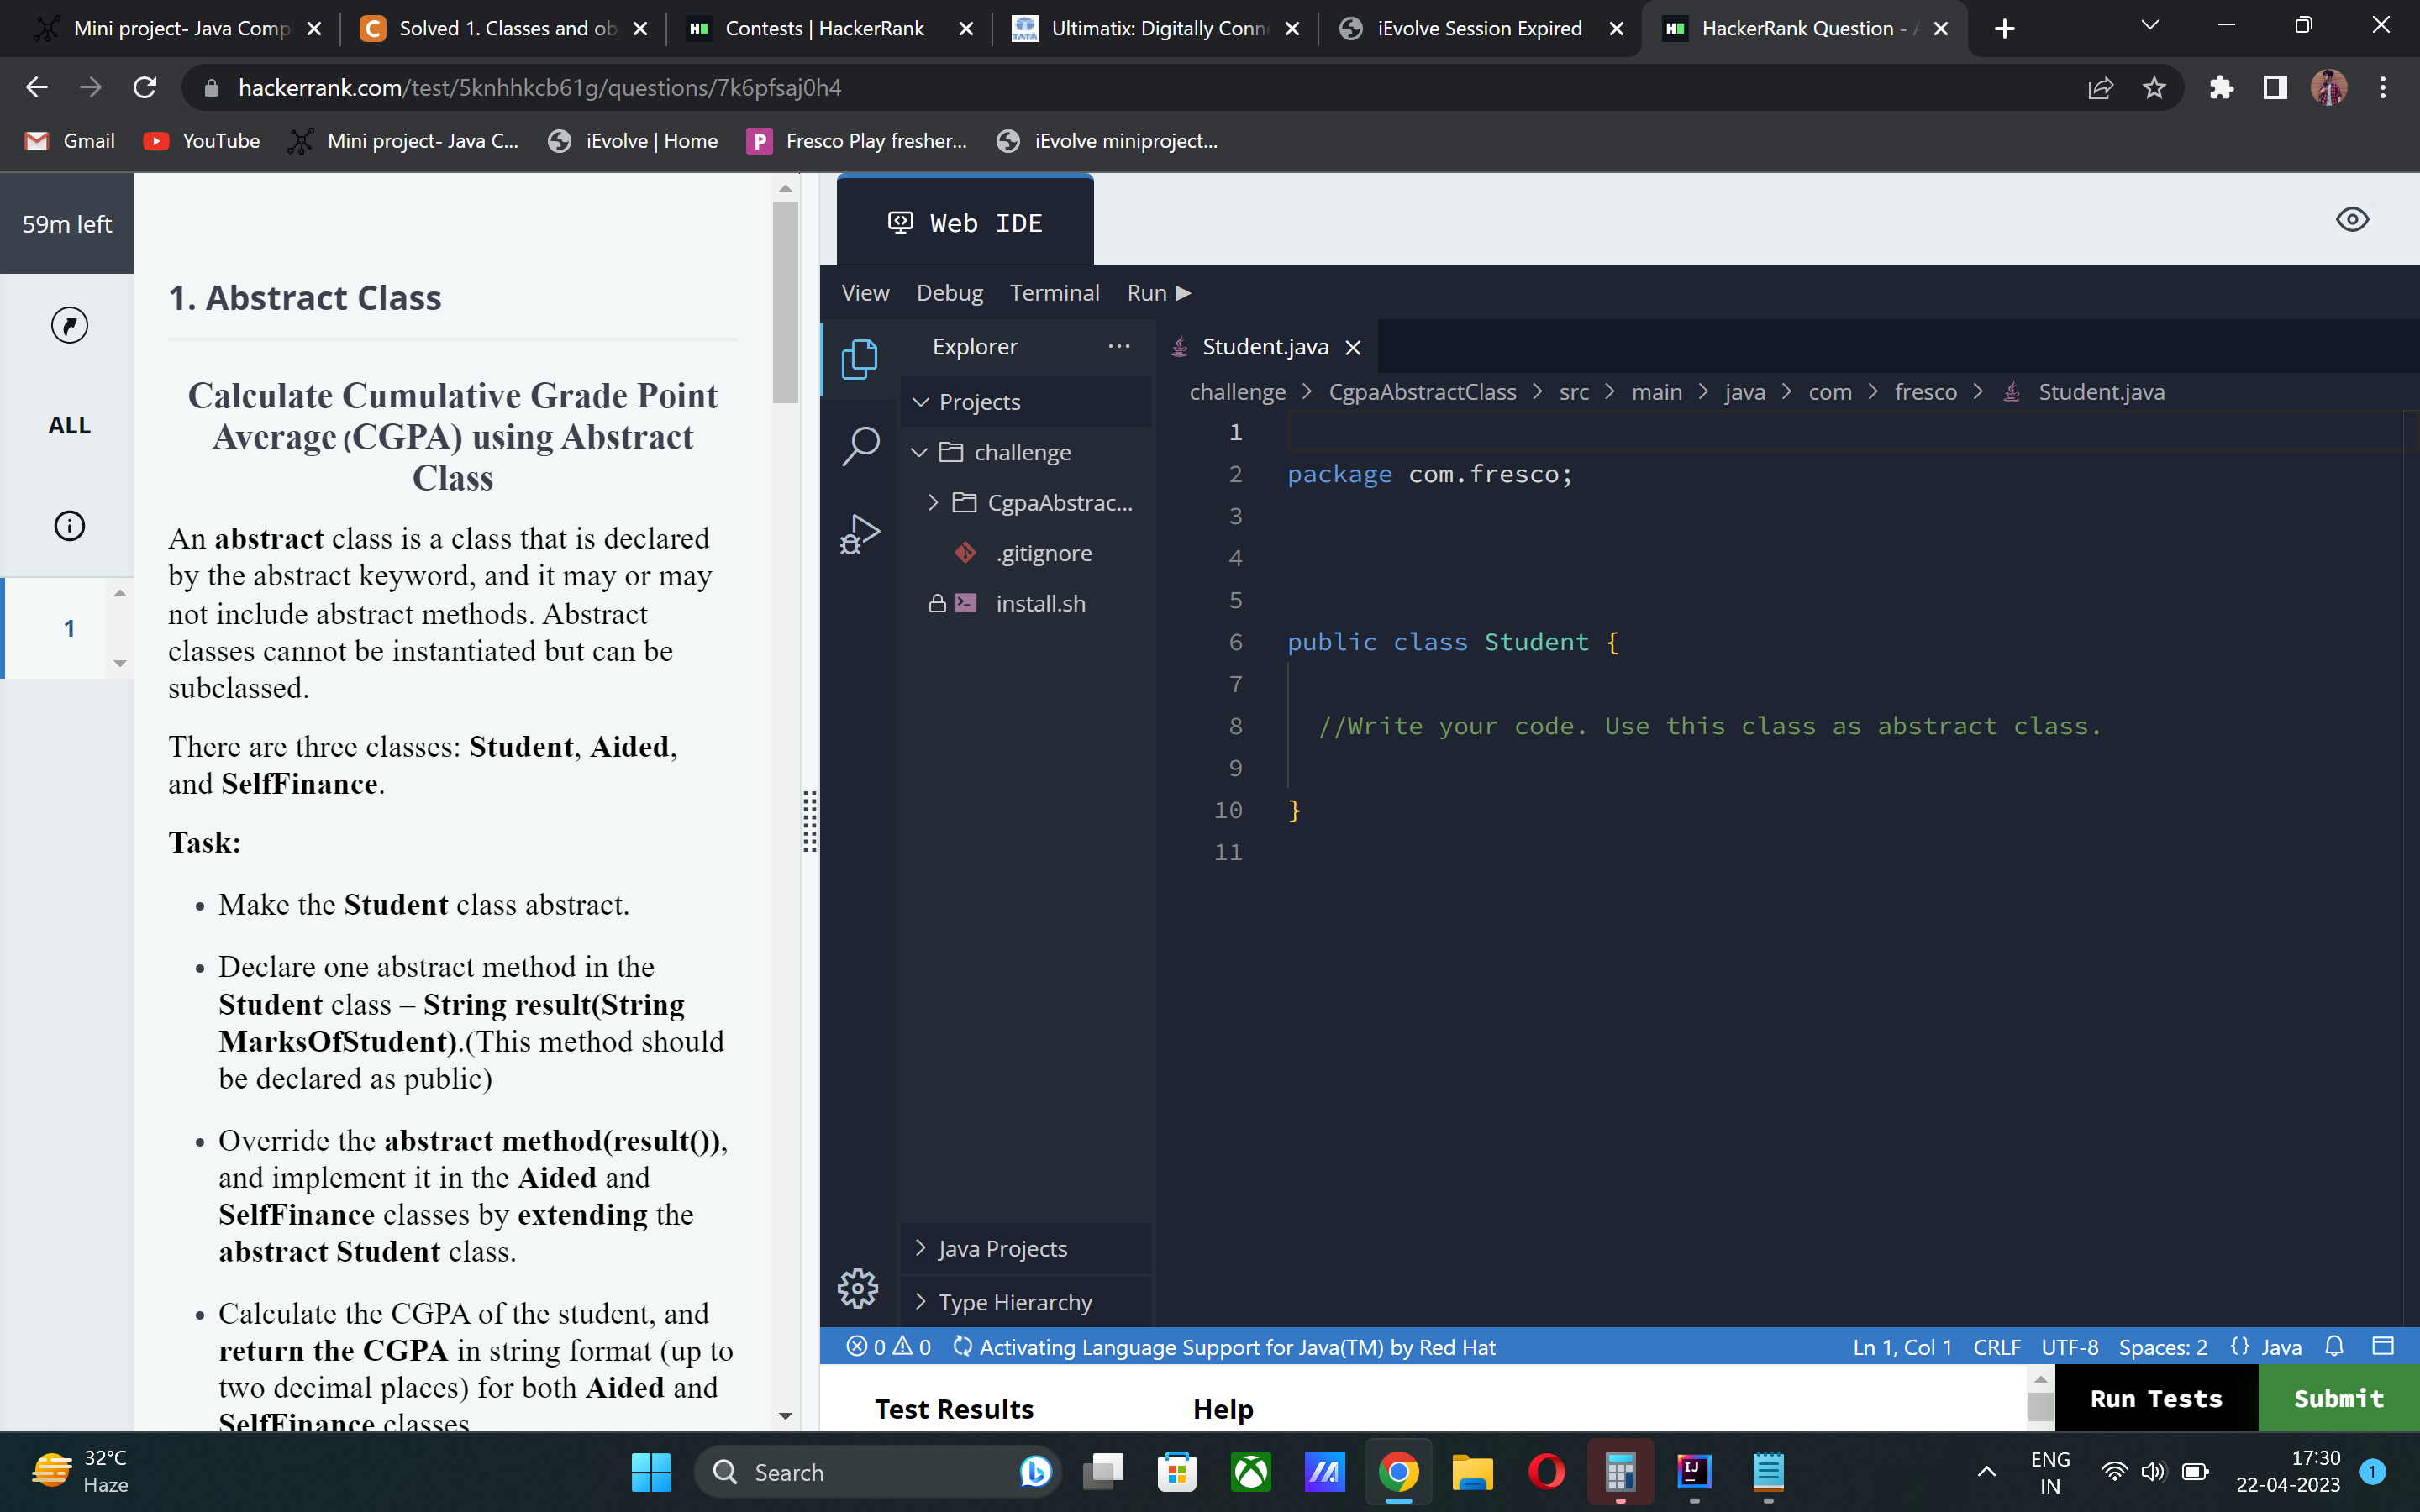 Mini project- Java Comp
Solved 1. Classes and ob
Contests | HackerRank
Ultimatix: Digitally Conne
iEvolve Session Expired
HackerRank Question - A
hackerrank.com/test/5knhhkcb61g/questions/7k6pfsaj0h4
Gmail
YouTube
Mini project- Java C...
iEvolve | Home
Fresco Play fresher...
iEvolve miniproject...
59m left
ALL
1
1. Abstract Class
Calculate Cumulative Grade Point
Average (CGPA) using Abstract
Class
An abstract class is a class that is declared
by the abstract keyword, and it may or may
not include abstract methods. Abstract
classes cannot be instantiated but can be
subclassed.
There are three classes: Student, Aided,
and SelfFinance.
Task:
• Make the Student class abstract.
• Declare one abstract method in the
Student class – String result(String
MarksOfStudent).(This method should
be declared as public)
• Override the abstract method(result()),
and implement it in the Aided and
SelfFinance classes by extending the
abstract Student class.
• Calculate the CGPA of the student, and
return the CGPA in string format (up to
two decimal places) for both Aided and
SelfFinance classes
Web IDE
View Debug Terminal Run
Explorer
Projects
challenge
CgpaAbstrac...
.gitignore
install.sh
Java Projects
Type Hierarchy
Student.java
challenge > CgpaAbstractClass > src > main > java > com > fresco > Student.java
1
2 package com.fresco;
3
4
5
6 public class Student {
7
8 //Write your code. Use this class as abstract class.
9
10 }
11
0 0 Activating Language Support for Java(TM) by Red Hat
Ln 1, Col 1 CRLF UTF-8 Spaces: 2 {} Java
Test Results
Help
Run Tests
Submit
32°C
Haze
Search
IJ
ENG
IN
17:30
22-04-2023
1